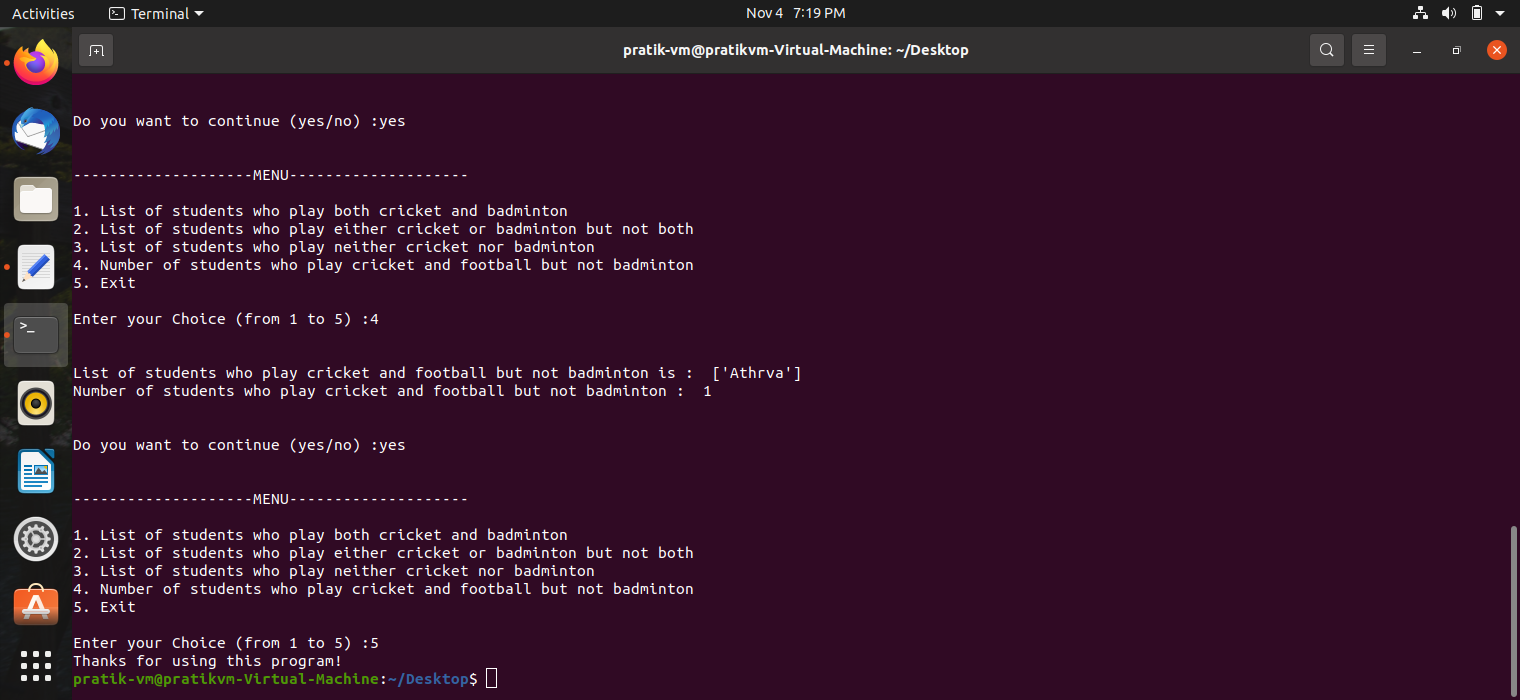 Activities Terminal Nov 4 7:19 PM
pratik-vm@pratikvm-Virtual-Machine: ~/Desktop
Do you want to continue (yes/no) :yes
--------------------MENU--------------------
1. List of students who play both cricket and badminton
2. List of students who play either cricket or badminton but not both
3. List of students who play neither cricket nor badminton
4. Number of students who play cricket and football but not badminton
5. Exit
Enter your Choice (from 1 to 5) :4
List of students who play cricket and football but not badminton is :  ['Athrva']
Number of students who play cricket and football but not badminton :  1
Do you want to continue (yes/no) :yes
--------------------MENU--------------------
1. List of students who play both cricket and badminton
2. List of students who play either cricket or badminton but not both
3. List of students who play neither cricket nor badminton
4. Number of students who play cricket and football but not badminton
5. Exit
Enter your Choice (from 1 to 5) :5
Thanks for using this program!
pratik-vm@pratikvm-Virtual-Machine:~/Desktop$